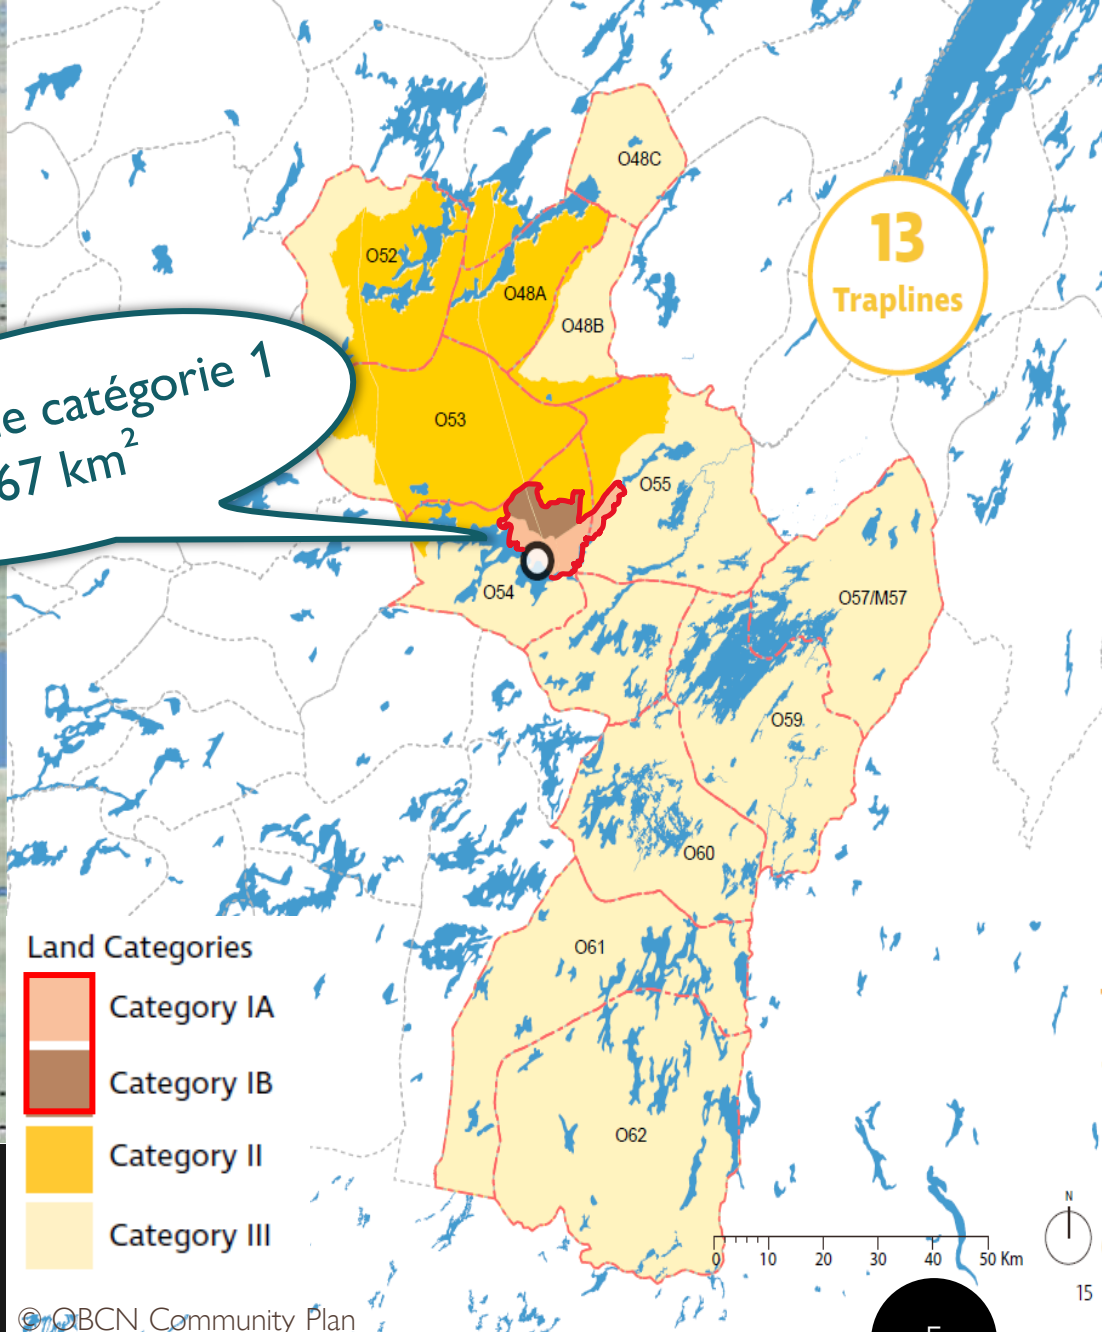 O48C
13
Traplines
O52
O48A
O48B
e catégorie 1
67 km²
O53
O55
O54
O57/M57
O59
O60
O61
O62
Land Categories
Category IA
Category IB
Category II
Category III
N
0 10 20 30 40 50 Km
15
© OBCN Community Plan